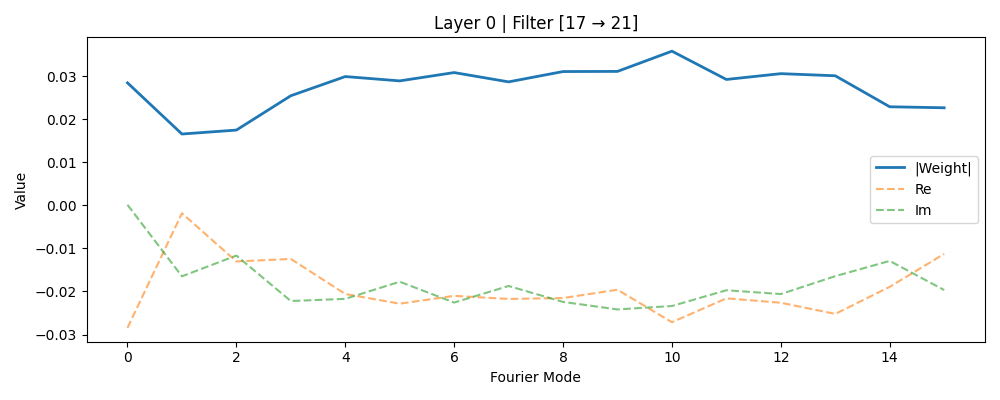 Layer 0 | Filter [17 → 21]
Value
0.03
0.02
0.01
0.00
−0.01
−0.02
−0.03
|Weight|
Re
Im
0 2 4 6 8 10 12 14
Fourier Mode